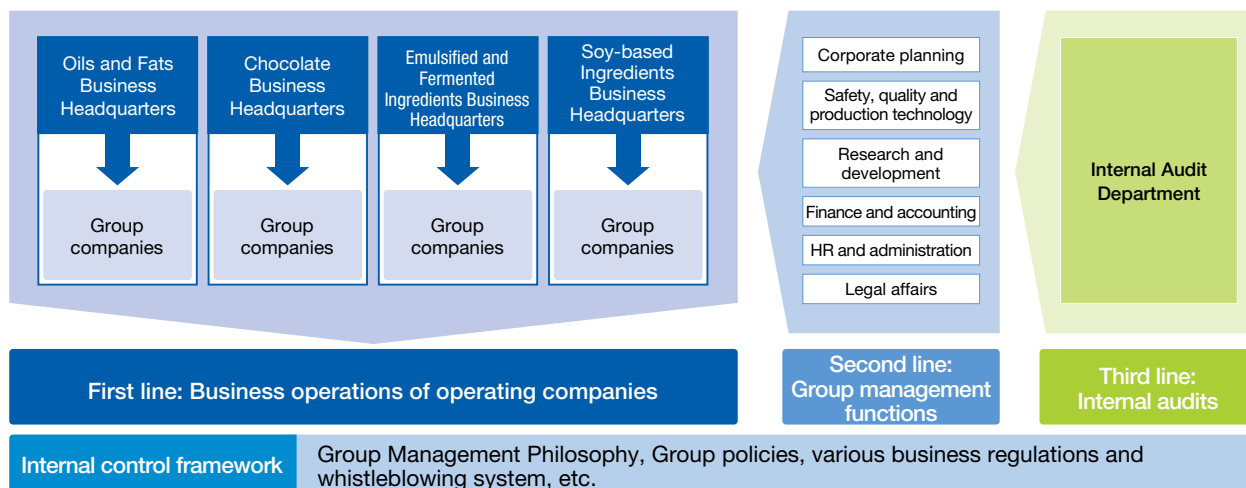 Oils and Fats
Business
Headquarters
Group
companies
Chocolate
Business
Headquarters
Group
companies
Emulsified and
Fermented
Ingredients Business
Headquarters
Group
companies
Soy-based
Ingredients
Business
Headquarters
Group
companies
First line: Business operations of operating companies
Corporate planning
Safety, quality and
production technology
Research and
development
Finance and accounting
HR and administration
Legal affairs
Second line:
Group management
functions
Internal Audit
Department
Third line:
Internal audits
Internal control framework
Group Management Philosophy, Group policies, various business regulations and
whistleblowing system, etc.